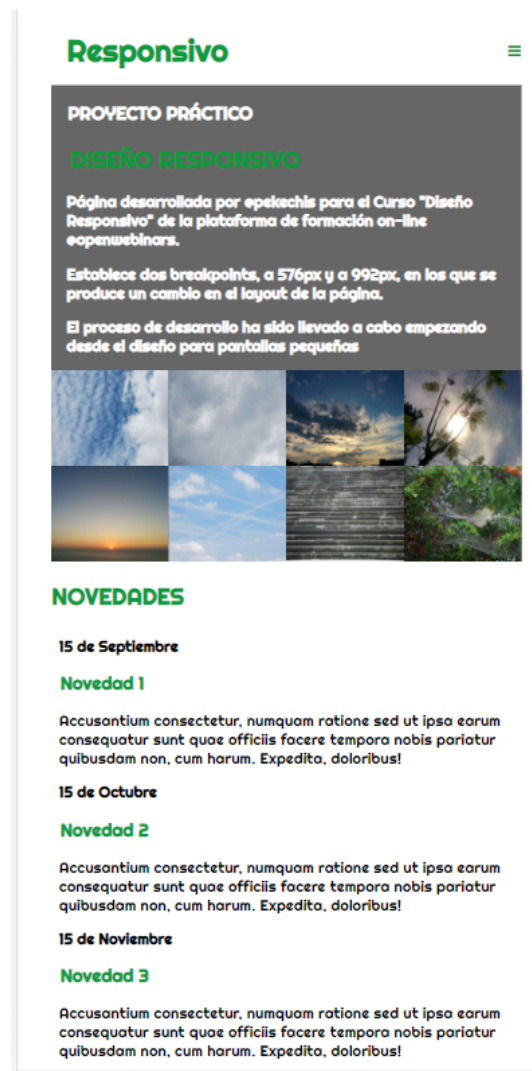 Responsivo
PROYECTO PRÁCTICO
DISEÑO RESPONSIVO
Página desarrollada por @pekechis para el Curso "Diseño
Responsivo" de la plataforma de formación on-line
@openwebinars.
Establece dos breakpoints, a 576px y a 992px, en los que se
produce un cambio en el layout de la página.
El proceso de desarrollo ha sido llevado a cabo empezando
desde el diseño para pantallas pequeñas
NOVEDADES
15 de Septiembre
Novedad 1
Accusantium consectetur, numquam ratione sed ut ipsa earum
consequatur sunt quae officiis facere tempora nobis pariatur
quibusdam non, cum harum. Expedita, doloribus!
15 de Octubre
Novedad 2
Accusantium consectetur, numquam ratione sed ut ipsa earum
consequatur sunt quae officiis facere tempora nobis pariatur
quibusdam non, cum harum. Expedita, doloribus!
15 de Noviembre
Novedad 3
Accusantium consectetur, numquam ratione sed ut ipsa earum
consequatur sunt quae officiis facere tempora nobis pariatur
quibusdam non, cum harum. Expedita, doloribus!